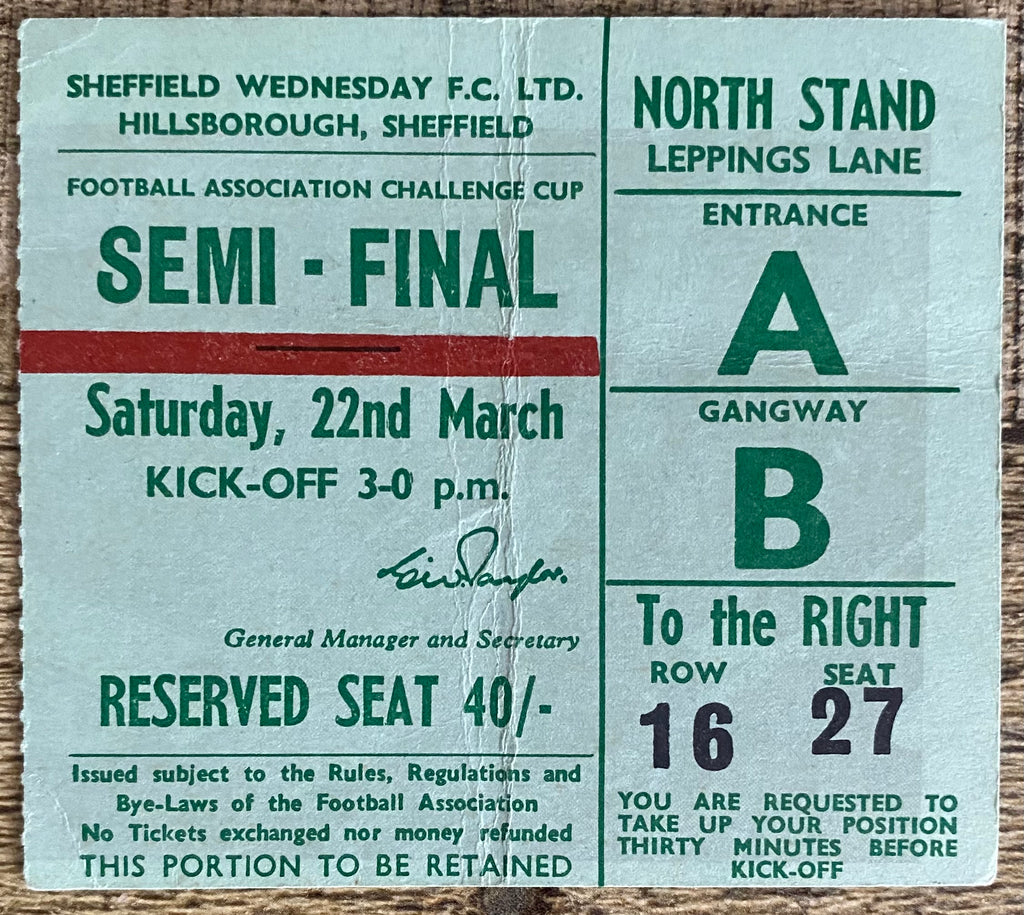 SHEFFIELD WEDNESDAY F.C. LTD.
HILLSBOROUGH, SHEFFIELD
FOOTBALL ASSOCIATION CHALLENGE CUP
SEMI - FINAL
Saturday, 22nd March
KICK-OFF 3-0 p.m.
General Manager and Secretary
RESERVED SEAT 40/-
Issued subject to the Rules, Regulations and
Bye-Laws of the Football Association
No Tickets exchanged nor money refunded
THIS PORTION TO BE RETAINED
NORTH STAND
LEPPINGS LANE
ENTRANCE
A
GANGWAY
B
To the RIGHT
ROW SEAT
16 27
YOU ARE REQUESTED TO
TAKE UP YOUR POSITION
THIRTY MINUTES BEFORE
KICK-OFF